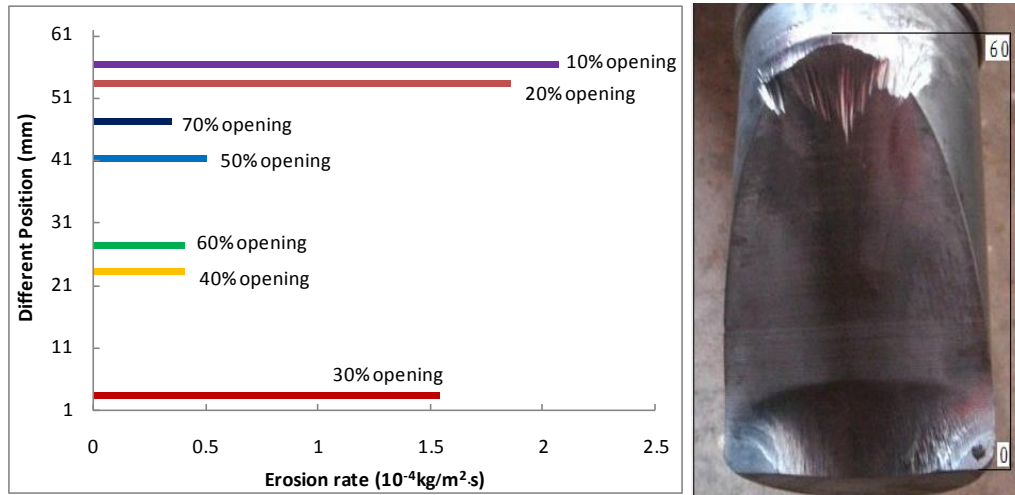 61
51
41
31
21
11
1
Different Position (mm)
10% opening
20% opening
70% opening
50% opening
60% opening
40% opening
30% opening
0
0.5
1
1.5
2
2.5
Erosion rate (10⁻⁴kg/m²·s)
60
0